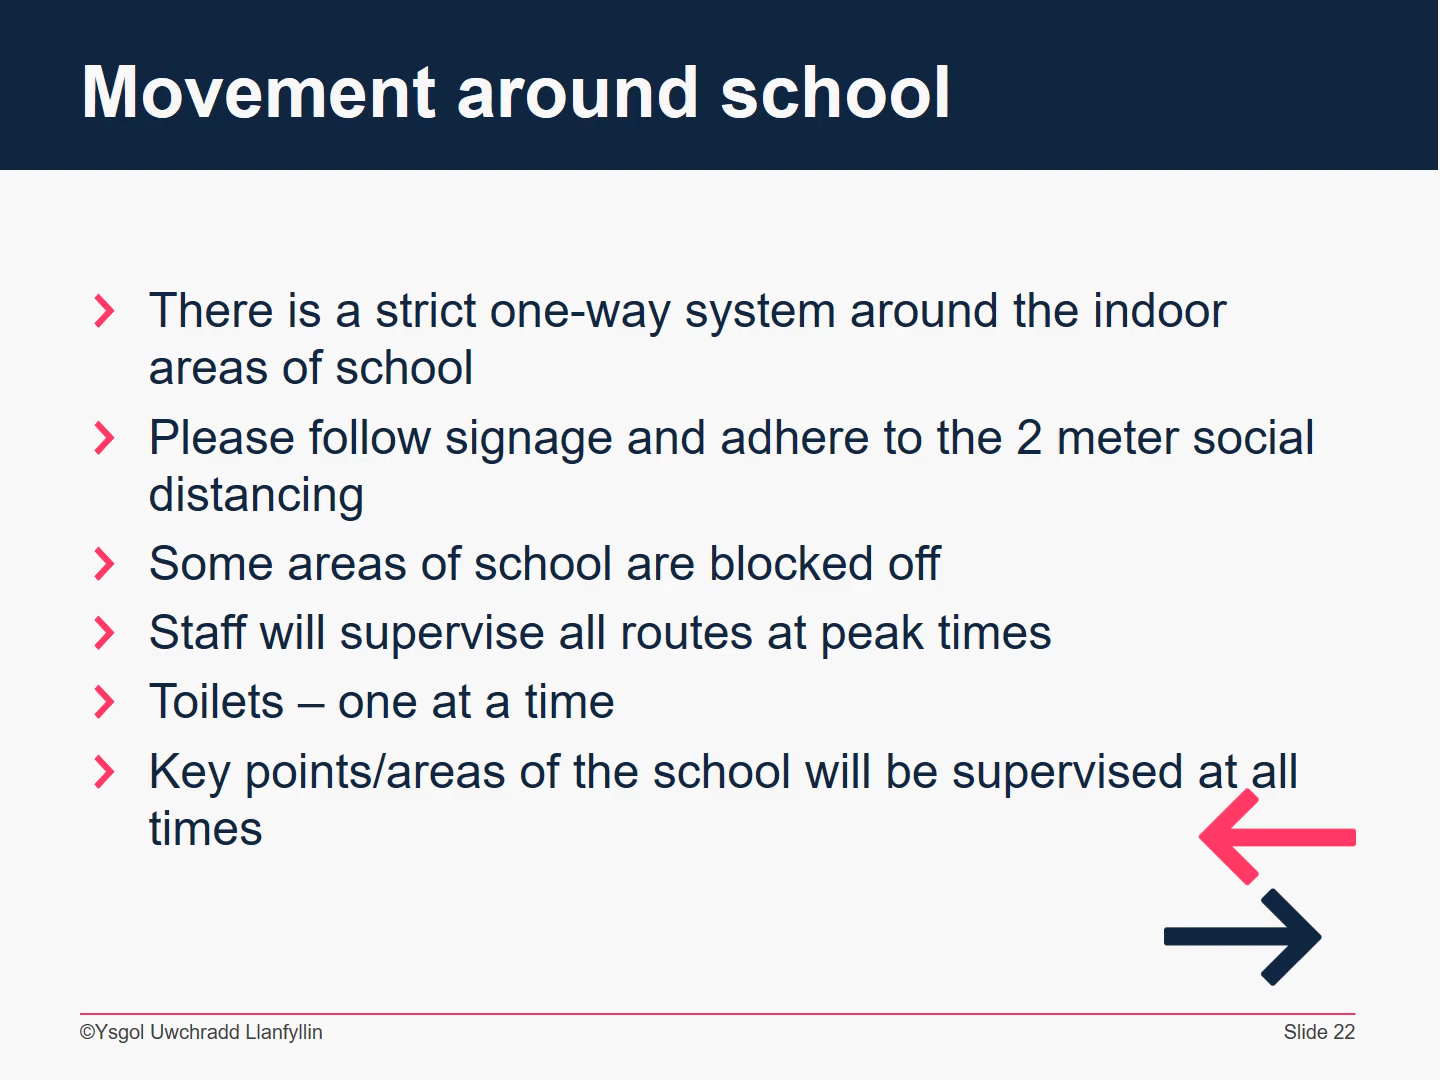 Movement around school
There is a strict one-way system around the indoor
areas of school
Please follow signage and adhere to the 2 meter social
distancing
Some areas of school are blocked off
Staff will supervise all routes at peak times
Toilets – one at a time
Key points/areas of the school will be supervised at all
times
©Ysgol Uwchradd Llanfyllin
Slide 22